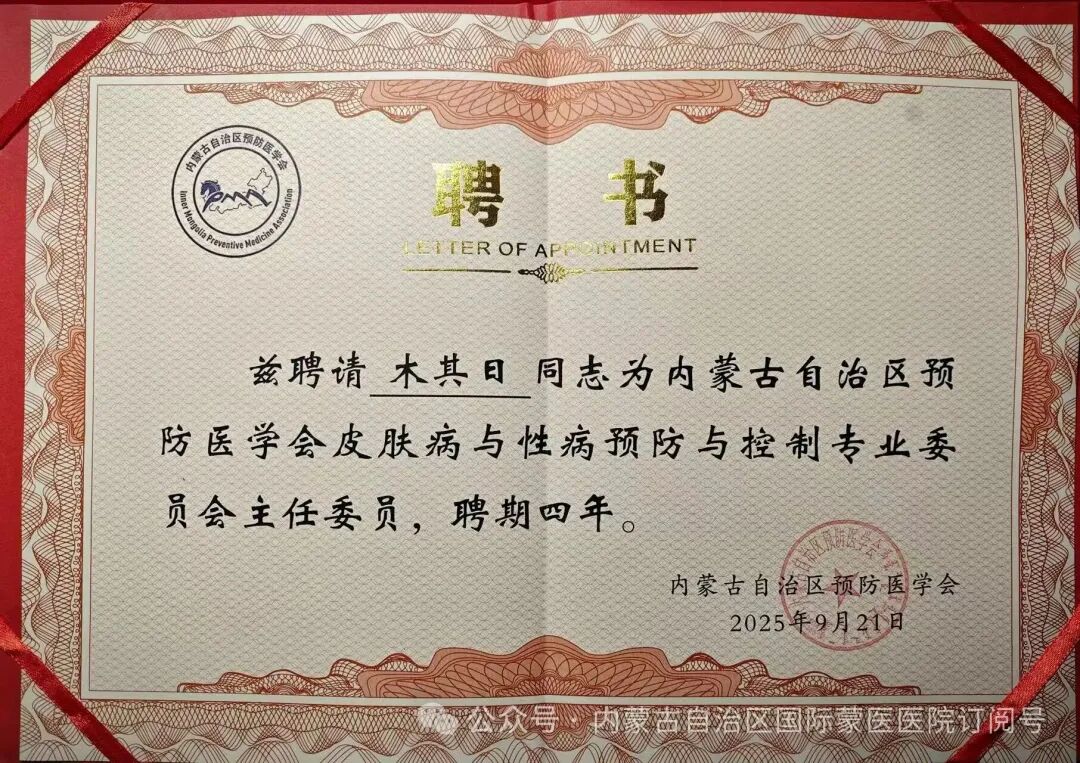 内蒙古自治区预防医学会
Inner Mongolia Preventive Medicine Association
聘书
LETTER OF APPOINTMENT
兹聘请 木其日 同志为内蒙古自治区预
防医学会皮肤病与性病预防与控制专业委
员会主任委员，聘期四年。
内蒙古自治区预防医学会
2025年9月21日
公众号·内蒙古自治区国际蒙医医院订阅号